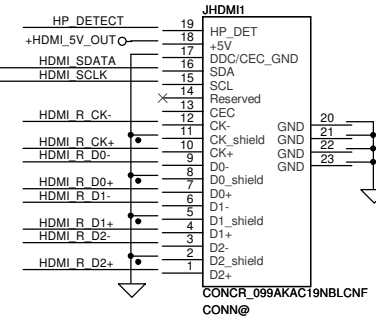 JHDMI1
HP_DETECT 19 HP_DET
+HDMI_5V_OUT 18 +5V
17 DDC/CEC_GND
HDMI_SDATA 16 SDA
HDMI_SCLK 15 SCL
14 Reserved
13 CEC
HDMI_R_CK- 12 CK- GND 20
11 CK_shield GND 21
HDMI_R_CK+ 10 CK+ GND 22
HDMI_R_D0- 9 D0- GND 23
8 D0_shield
HDMI_R_D0+ 7 D0+
HDMI_R_D1- 6 D1-
5 D1_shield
HDMI_R_D1+ 4 D1+
HDMI_R_D2- 3 D2-
2 D2_shield
HDMI_R_D2+ 1 D2+
CONCR_099AKAC19NBLCNF
CONN@